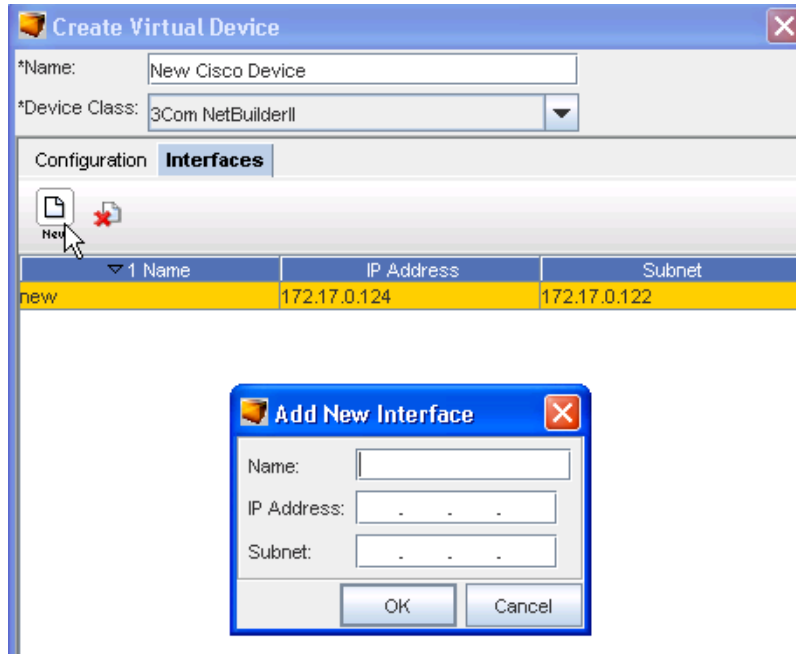 Create Virtual Device
*Name: New Cisco Device
*Device Class: 3Com NetBuilderII
Configuration Interfaces
New
1 Name IP Address Subnet
new 172.17.0.124 172.17.0.122
Add New Interface
Name:
IP Address: . . .
Subnet: . . .
OK Cancel